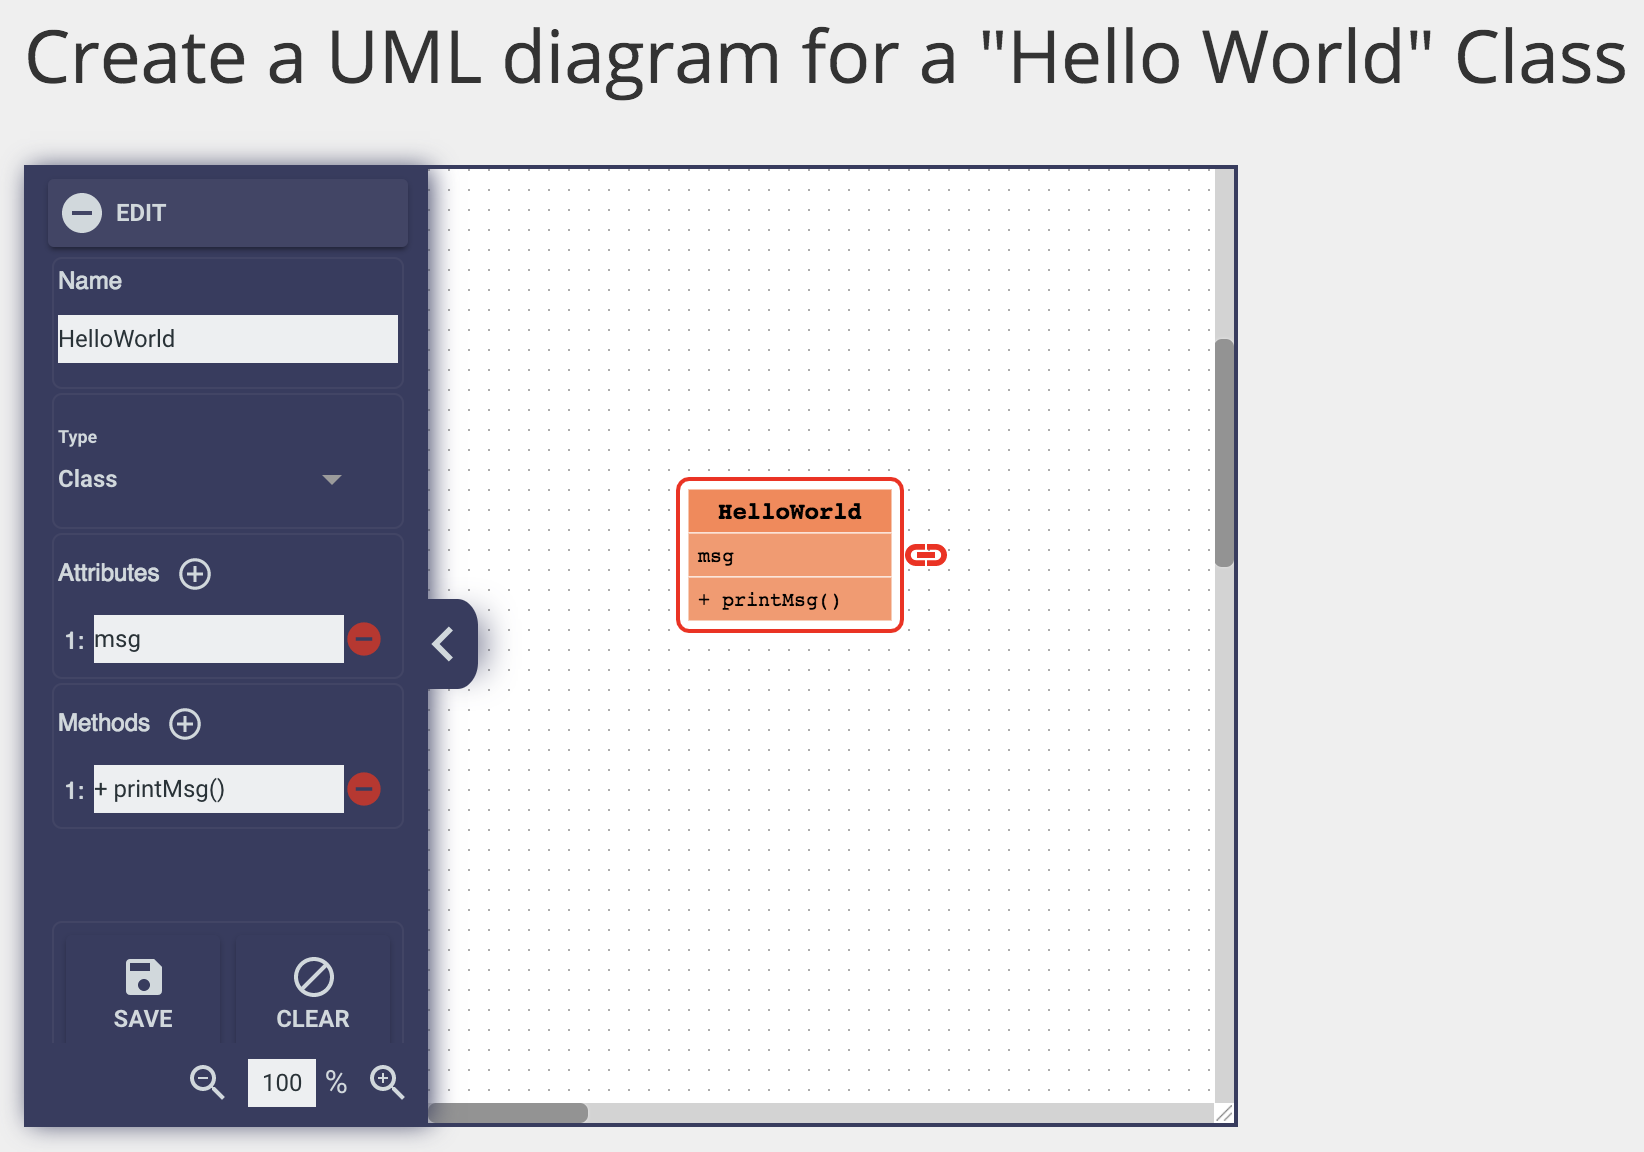 Create a UML diagram for a "Hello World" Class
EDIT
Name
HelloWorld
Type
Class
Attributes
1: msg
Methods
1: + printMsg()
SAVE CLEAR
100 %
HelloWorld
msg
+ printMsg()